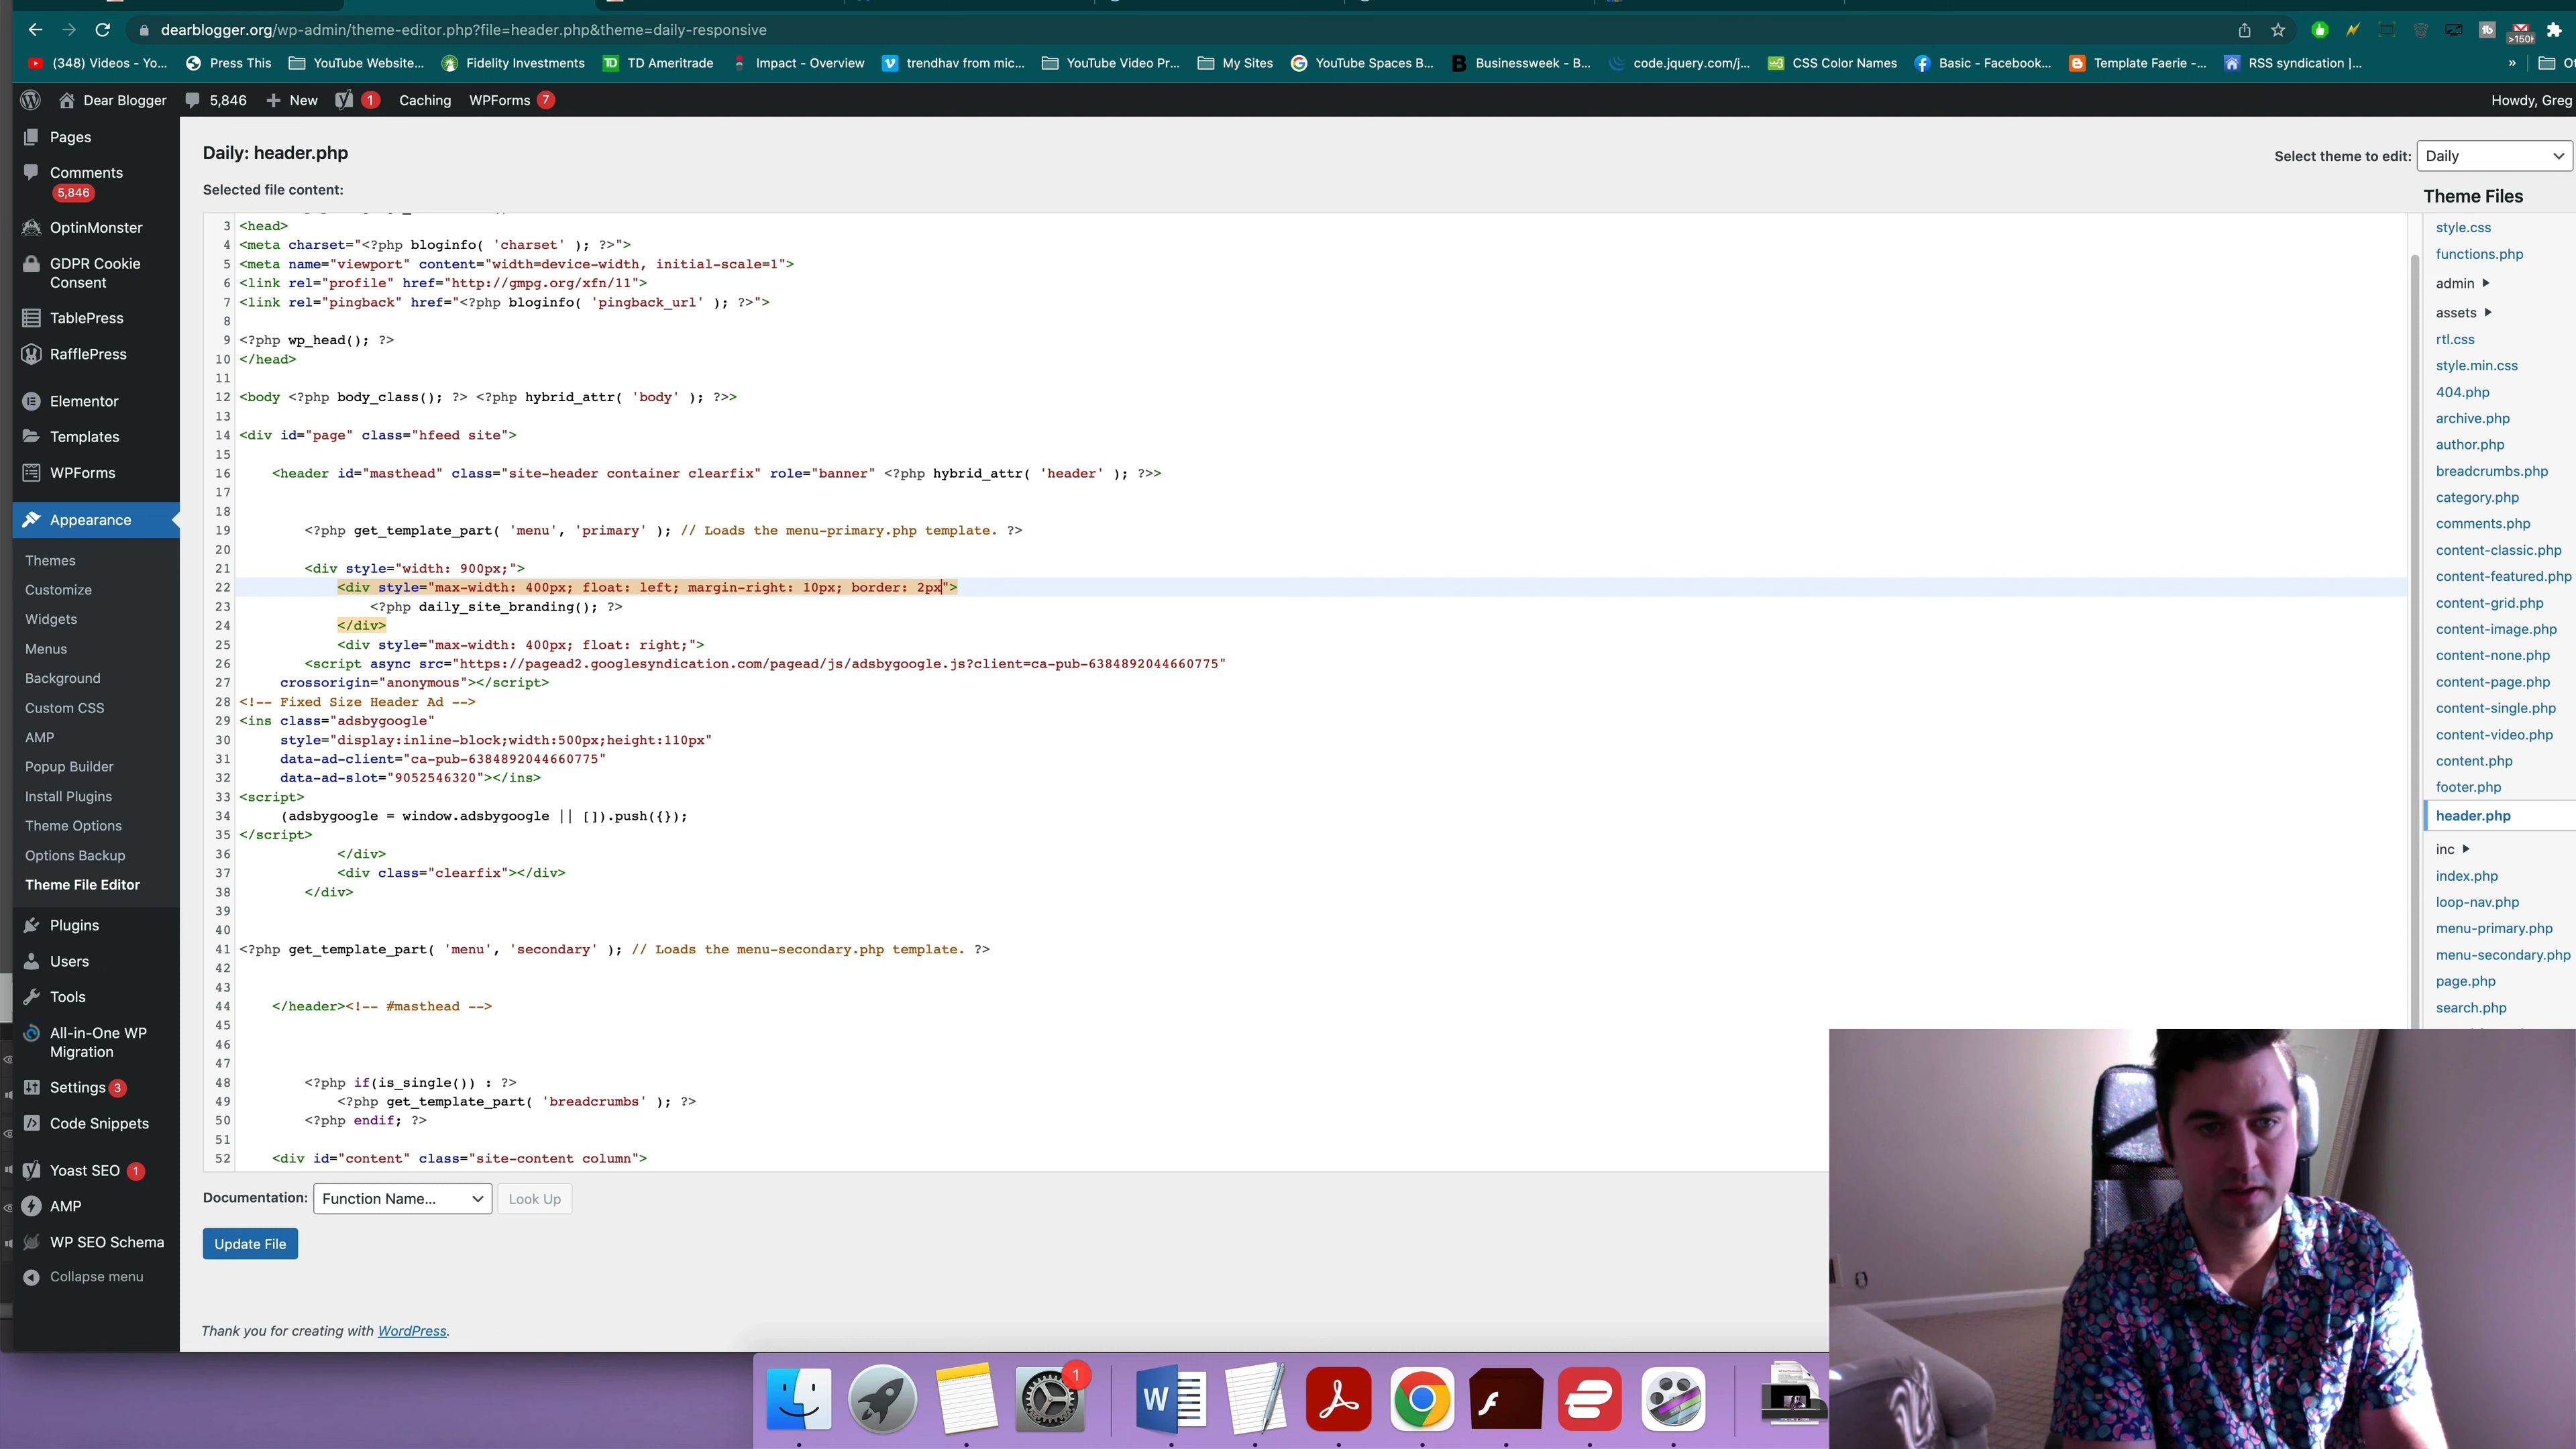 dearblogger.org/wp-admin/theme-editor.php?file=header.php&theme=daily-responsive
>150k
(348) Videos - Yo...
Press This
YouTube Website...
Fidelity Investments
TD Ameritrade
Impact - Overview
trendhav from mic...
YouTube Video Pr...
My Sites
YouTube Spaces B...
Businessweek - B...
code.jquery.com/j...
CSS Color Names
Basic - Facebook...
Template Faerie -...
RSS syndication |...
»
Dear Blogger
5,846
New
1
Caching
WPForms 7
Howdy, Greg
Pages
Comments
5,846
OptinMonster
GDPR Cookie
Consent
TablePress
RafflePress
Elementor
Templates
WPForms
Appearance
Themes
Customize
Widgets
Menus
Background
Custom CSS
AMP
Popup Builder
Install Plugins
Theme Options
Options Backup
Theme File Editor
Plugins
Users
Tools
All-in-One WP
Migration
Settings 3
Code Snippets
Yoast SEO 1
AMP
WP SEO Schema
Collapse menu
Daily: header.php
Selected file content:
3 <head>
4 <meta charset="<?php bloginfo( 'charset' ); ?>">
5 <meta name="viewport" content="width=device-width, initial-scale=1">
6 <link rel="profile" href="http://gmpg.org/xfn/11">
7 <link rel="pingback" href="<?php bloginfo( 'pingback_url' ); ?>">
8
9 <?php wp_head(); ?>
10 </head>
11
12 <body <?php body_class(); ?> <?php hybrid_attr( 'body' ); ?>>
13
14 <div id="page" class="hfeed site">
15
16 <header id="masthead" class="site-header container clearfix" role="banner" <?php hybrid_attr( 'header' ); ?>>
17
18
19 <?php get_template_part( 'menu', 'primary' ); // Loads the menu-primary.php template. ?>
20
21 <div style="width: 900px;">
22 <div style="max-width: 400px; float: left; margin-right: 10px; border: 2px">
23 <?php daily_site_branding(); ?>
24 </div>
25 <div style="max-width: 400px; float: right;">
26 <script async src="https://pagead2.googlesyndication.com/pagead/js/adsbygoogle.js?client=ca-pub-6384892044660775"
27 crossorigin="anonymous"></script>
28 <!-- Fixed Size Header Ad -->
29 <ins class="adsbygoogle"
30 style="display:inline-block;width:500px;height:110px"
31 data-ad-client="ca-pub-6384892044660775"
32 data-ad-slot="9052546320"></ins>
33 <script>
34 (adsbygoogle = window.adsbygoogle || []).push({});
35 </script>
36 </div>
37 <div class="clearfix"></div>
38 </div>
39
40
41 <?php get_template_part( 'menu', 'secondary' ); // Loads the menu-secondary.php template. ?>
42
43
44 </header><!-- #masthead -->
45
46
47
48 <?php if(is_single()) : ?>
49 <?php get_template_part( 'breadcrumbs' ); ?>
50 <?php endif; ?>
51
52 <div id="content" class="site-content column">
Documentation: Function Name... Look Up
Update File
Thank you for creating with WordPress.
Select theme to edit: Daily
Theme Files
style.css
functions.php
admin
assets
rtl.css
style.min.css
404.php
archive.php
author.php
breadcrumbs.php
category.php
comments.php
content-classic.php
content-featured.php
content-grid.php
content-image.php
content-none.php
content-page.php
content-single.php
content-video.php
content.php
footer.php
header.php
inc
index.php
loop-nav.php
menu-primary.php
menu-secondary.php
page.php
search.php
1
W